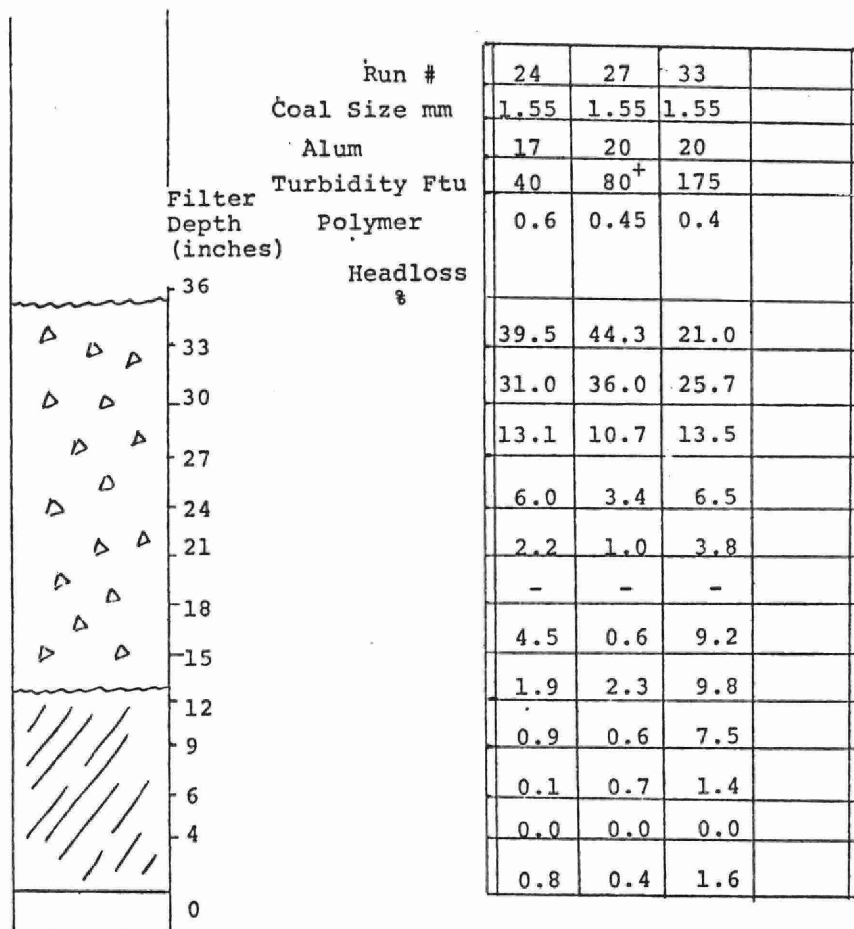 Run # 24 27 33
Coal Size mm 1.55 1.55 1.55
Alum 17 20 20
Turbidity Ftu 40 80+ 175
Filter Depth (inches)
Polymer 0.6 0.45 0.4
Headloss %
36
39.5 44.3 21.0
33
31.0 36.0 25.7
30
13.1 10.7 13.5
27
6.0 3.4 6.5
24
2.2 1.0 3.8
21
- - -
18
4.5 0.6 9.2
15
1.9 2.3 9.8
12
0.9 0.6 7.5
9
0.1 0.7 1.4
6
0.0 0.0 0.0
4
0.8 0.4 1.6
0